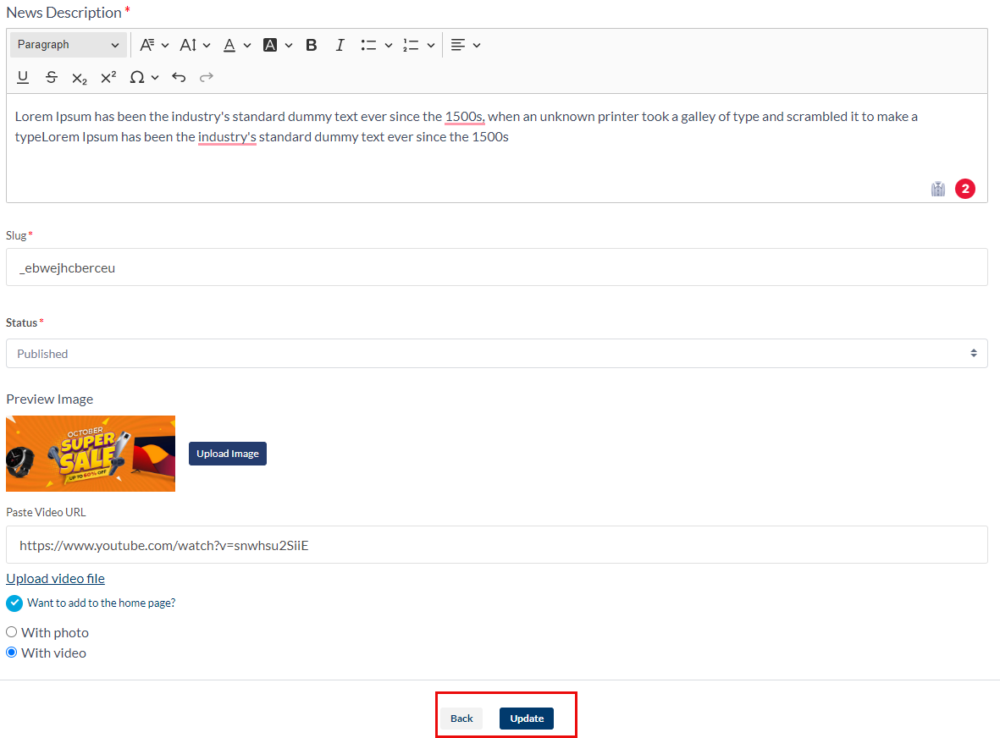 News Description *
Paragraph
Lorem Ipsum has been the industry's standard dummy text ever since the 1500s, when an unknown printer took a galley of type and scrambled it to make a
typeLorem Ipsum has been the industry's standard dummy text ever since the 1500s
2
Slug *
_ebwejhcberceu
Status *
Published
Preview Image
OCTOBER
SUPER
SALE
UP TO 60% OFF
Upload Image
Paste Video URL
https://www.youtube.com/watch?v=snwhsu2SiiE
Upload video file
Want to add to the home page?
With photo
With video
Back Update